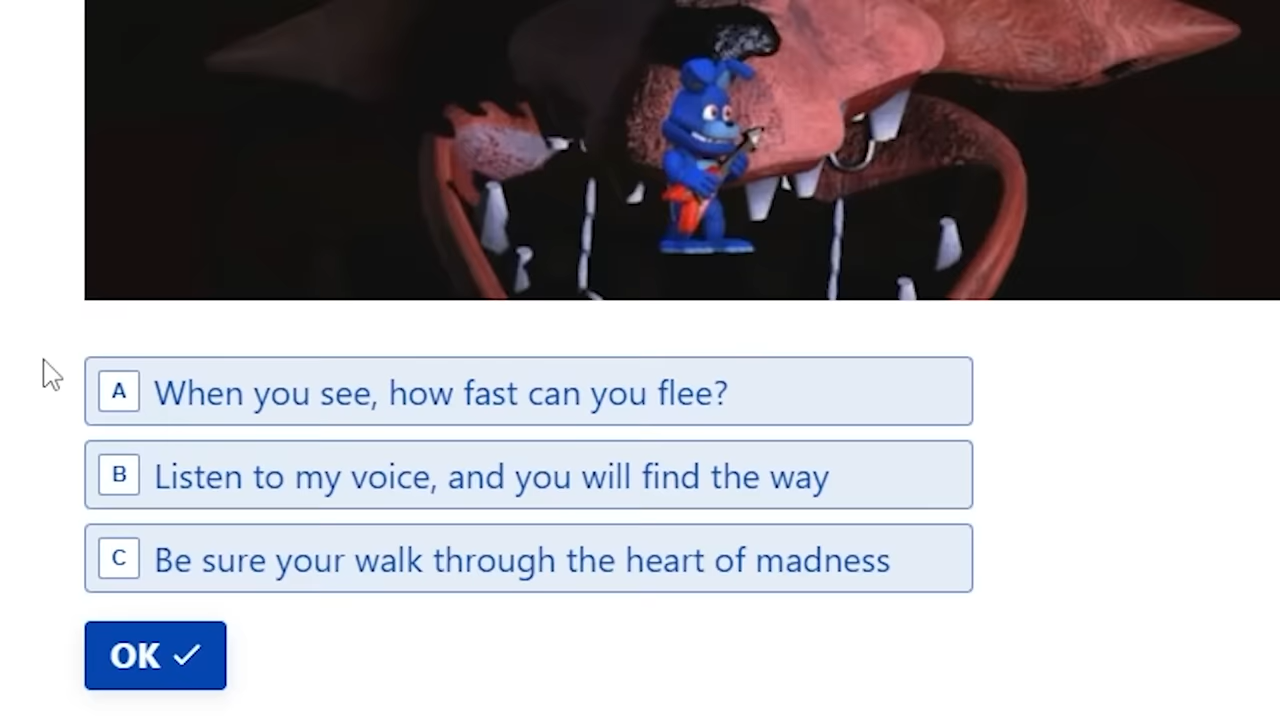 A When you see, how fast can you flee?
B Listen to my voice, and you will find the way
C Be sure your walk through the heart of madness
OK